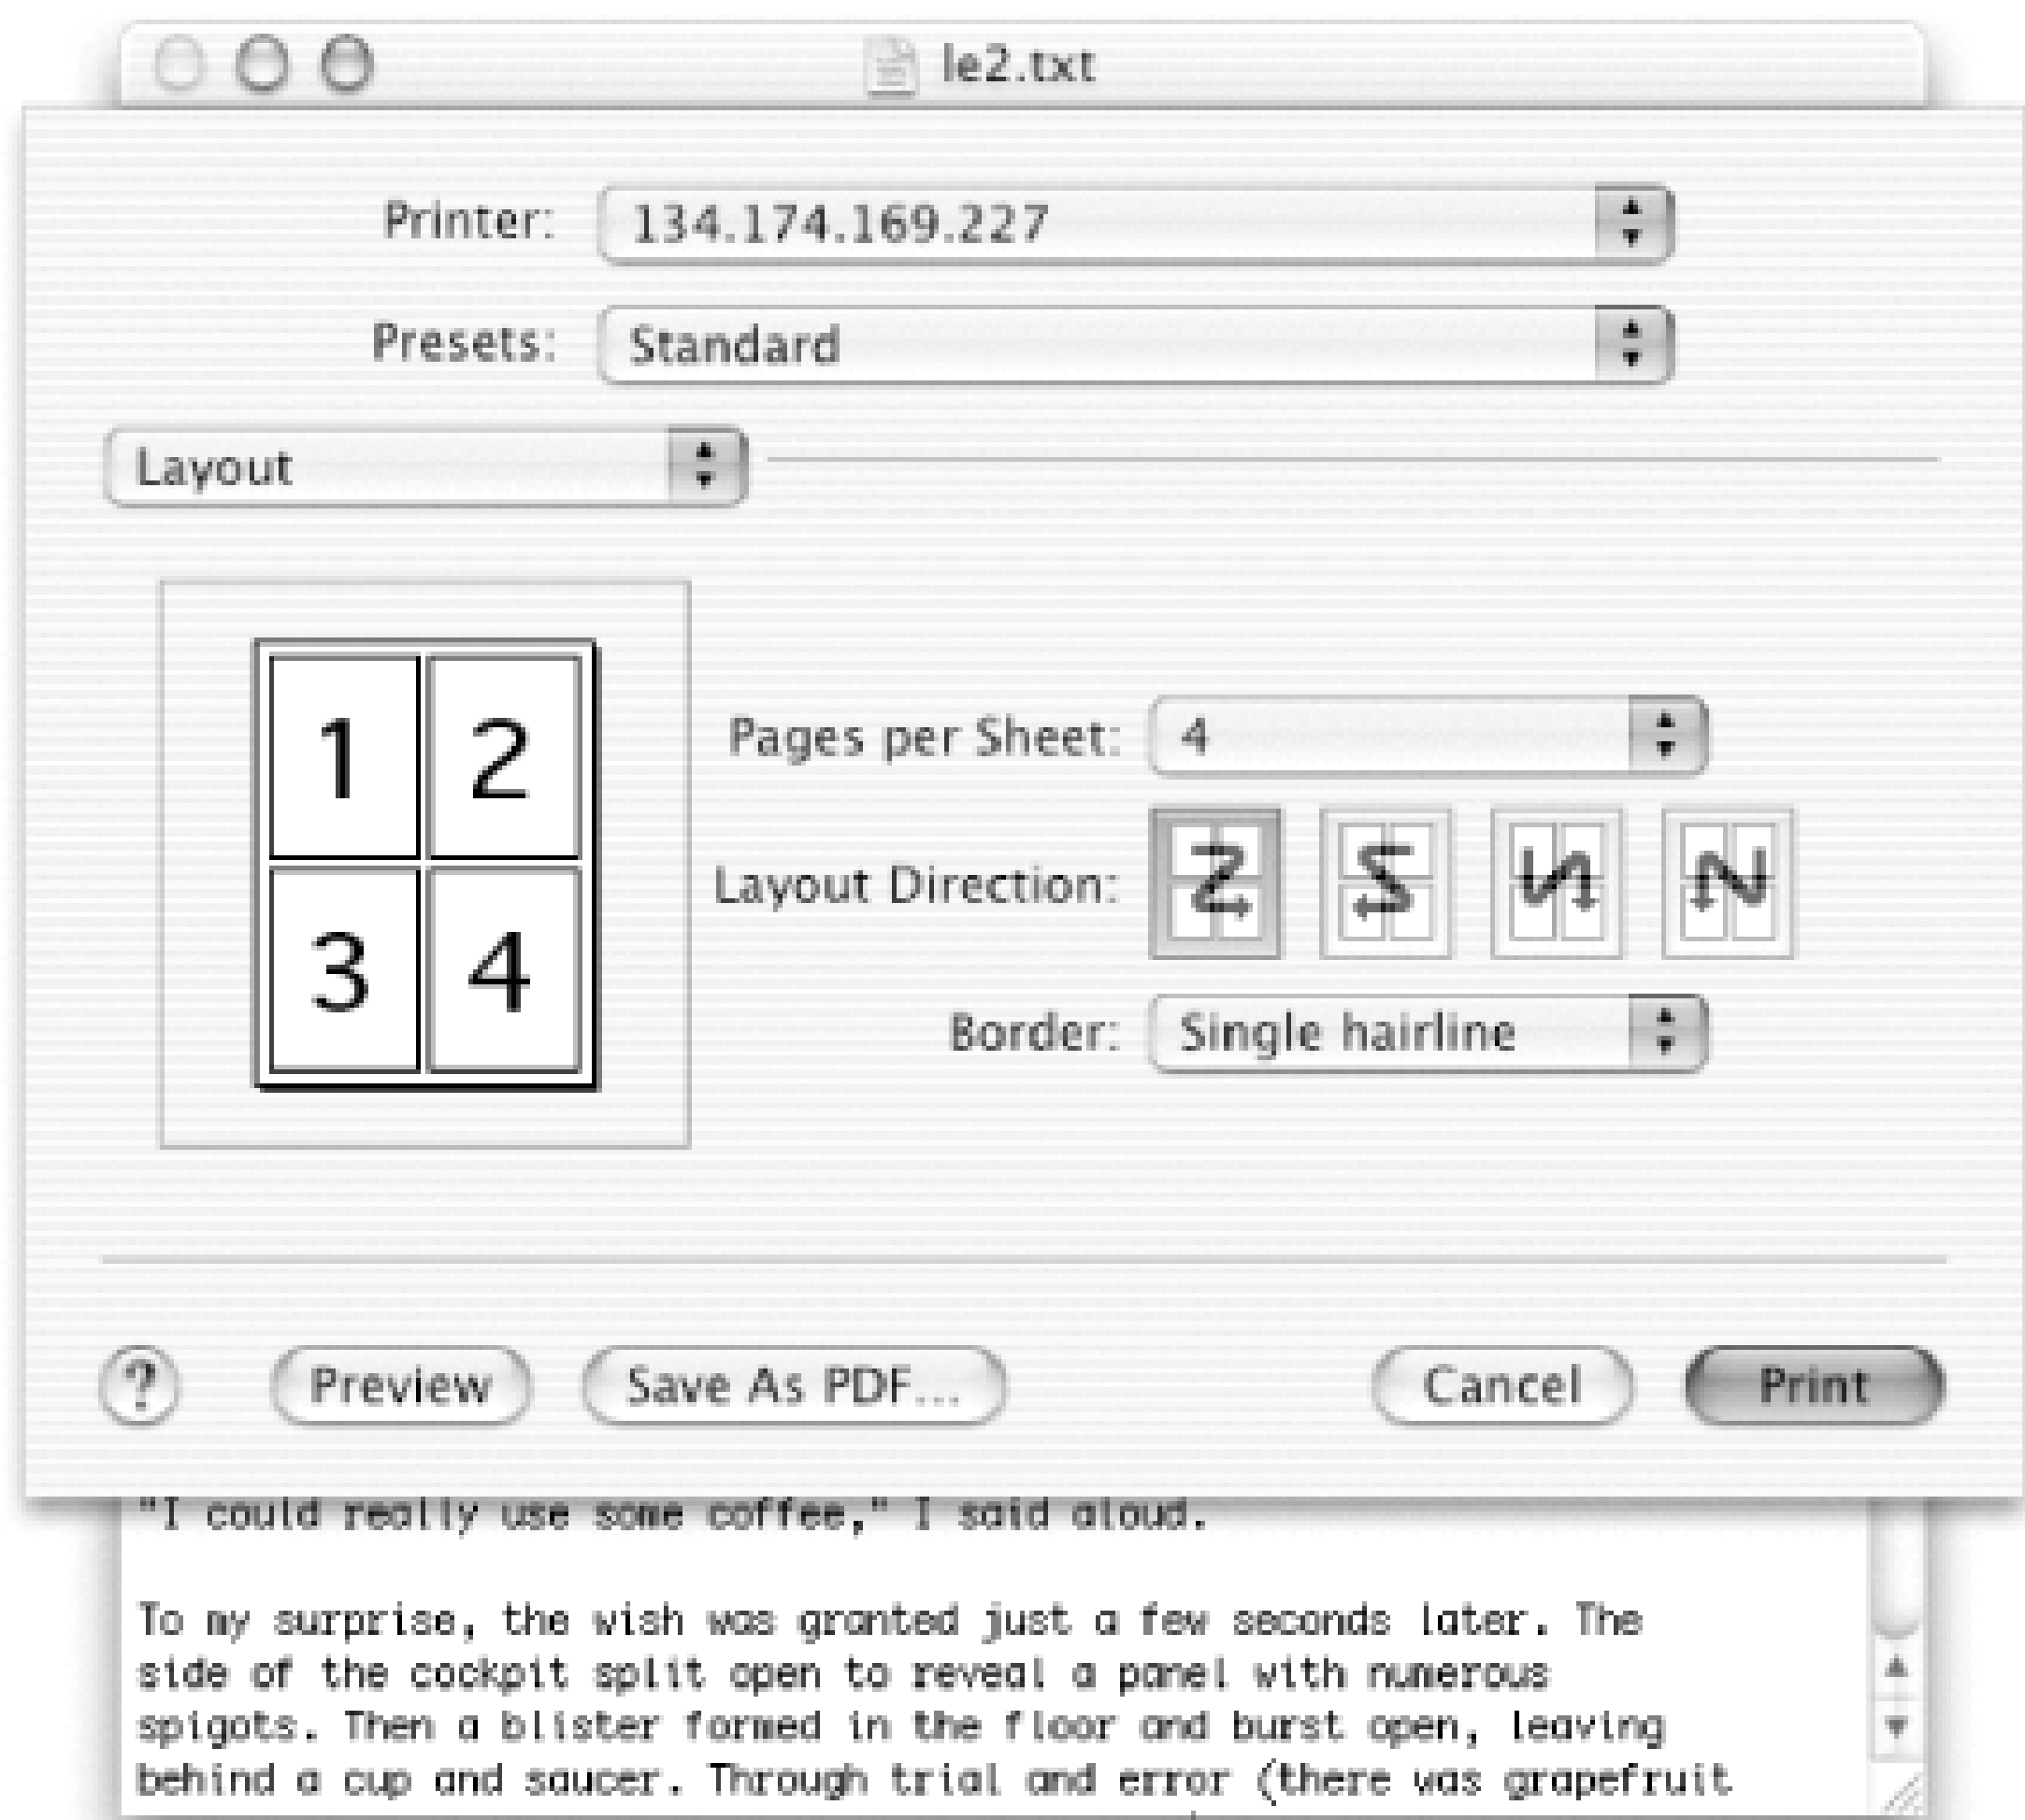 le2.txt
Printer: 134.174.169.227
Presets: Standard
Layout
1 2
3 4
Pages per Sheet: 4
Layout Direction:
Border: Single hairline
? Preview Save As PDF... Cancel Print
"I could really use some coffee," I said aloud.
To my surprise, the wish was granted just a few seconds later. The
side of the cockpit split open to reveal a panel with numerous
spigots. Then a blister formed in the floor and burst open, leaving
behind a cup and saucer. Through trial and error (there was grapefruit